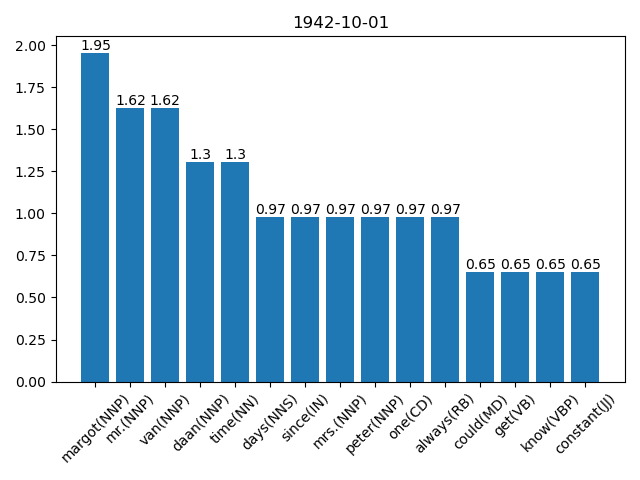 1942-10-01
2.00
1.75
1.50
1.25
1.00
0.75
0.50
0.25
0.00
1.95
1.62 1.62
1.3 1.3
0.97 0.97 0.97 0.97 0.97 0.97
0.65 0.65 0.65 0.65
margot(NNP)
mr.(NNP)
van(NNP)
daan(NNP)
time(NN)
days(NNS)
since(IN)
mrs.(NNP)
peter(NNP)
one(CD)
always(RB)
could(MD)
get(VB)
know(VBP)
constant(JJ)